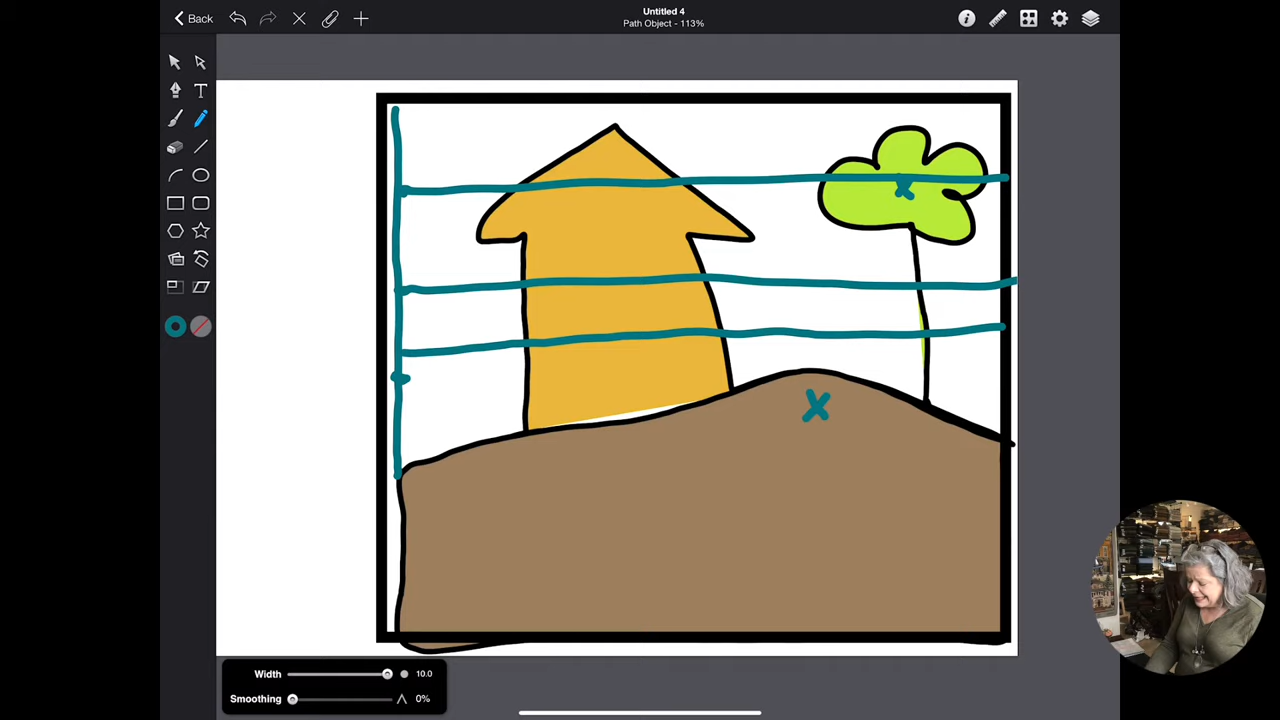 Untitled 4
Back
Path Object - 113%
T
X
X
Width 10.0
Smoothing 0%